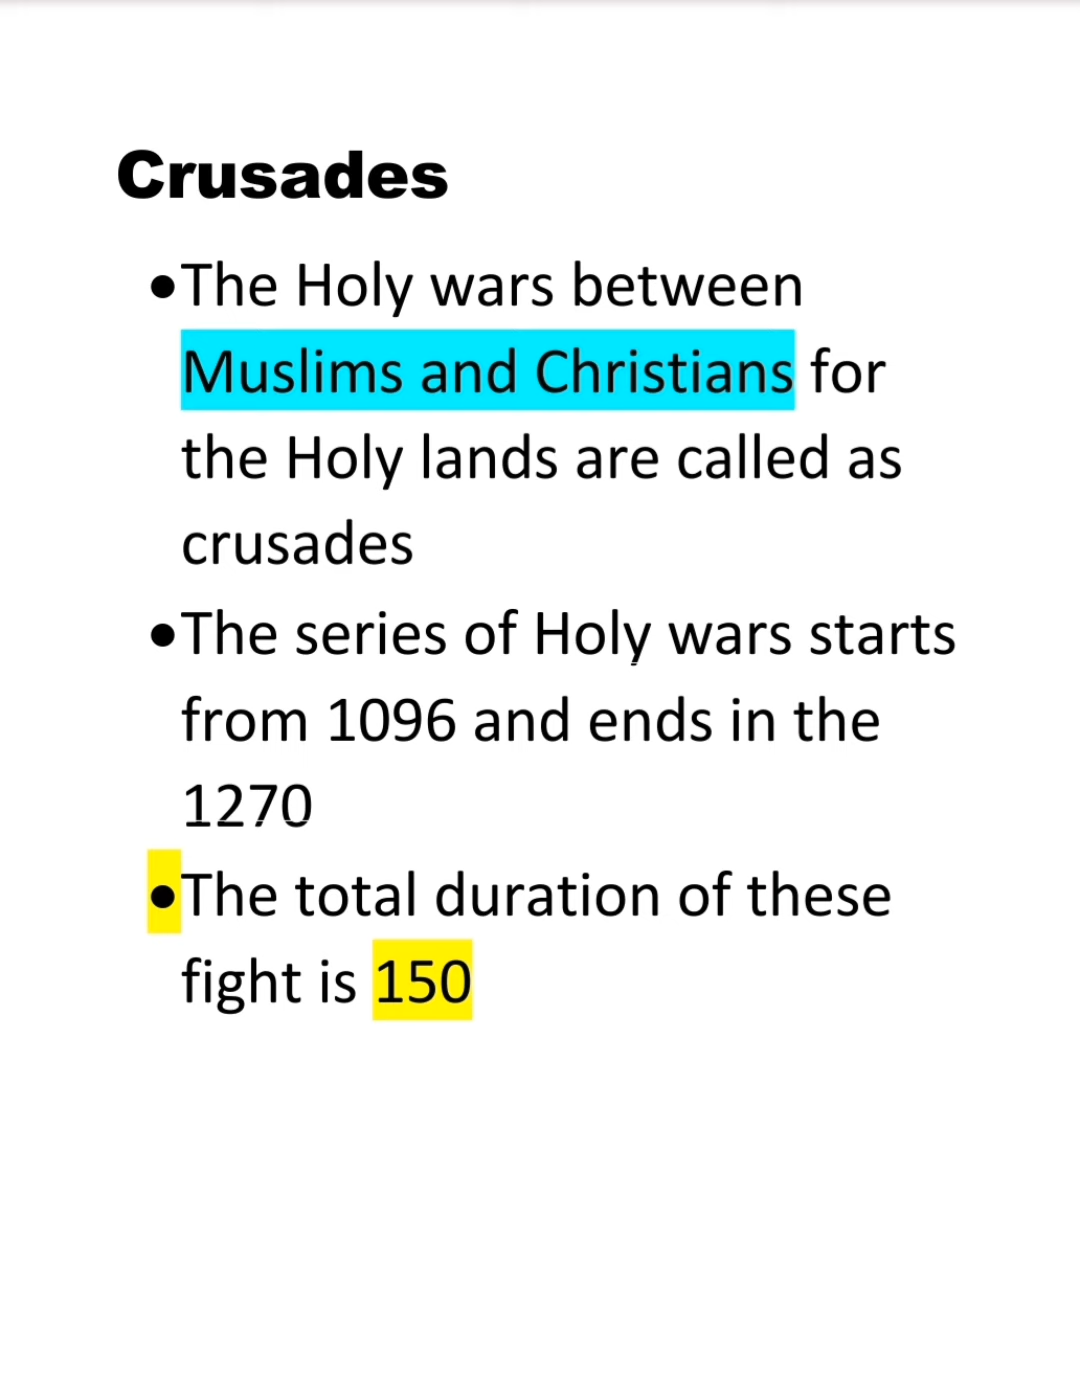 Crusades
•The Holy wars between
Muslims and Christians for
the Holy lands are called as
crusades
•The series of Holy wars starts
from 1096 and ends in the
1270
•The total duration of these
fight is 150